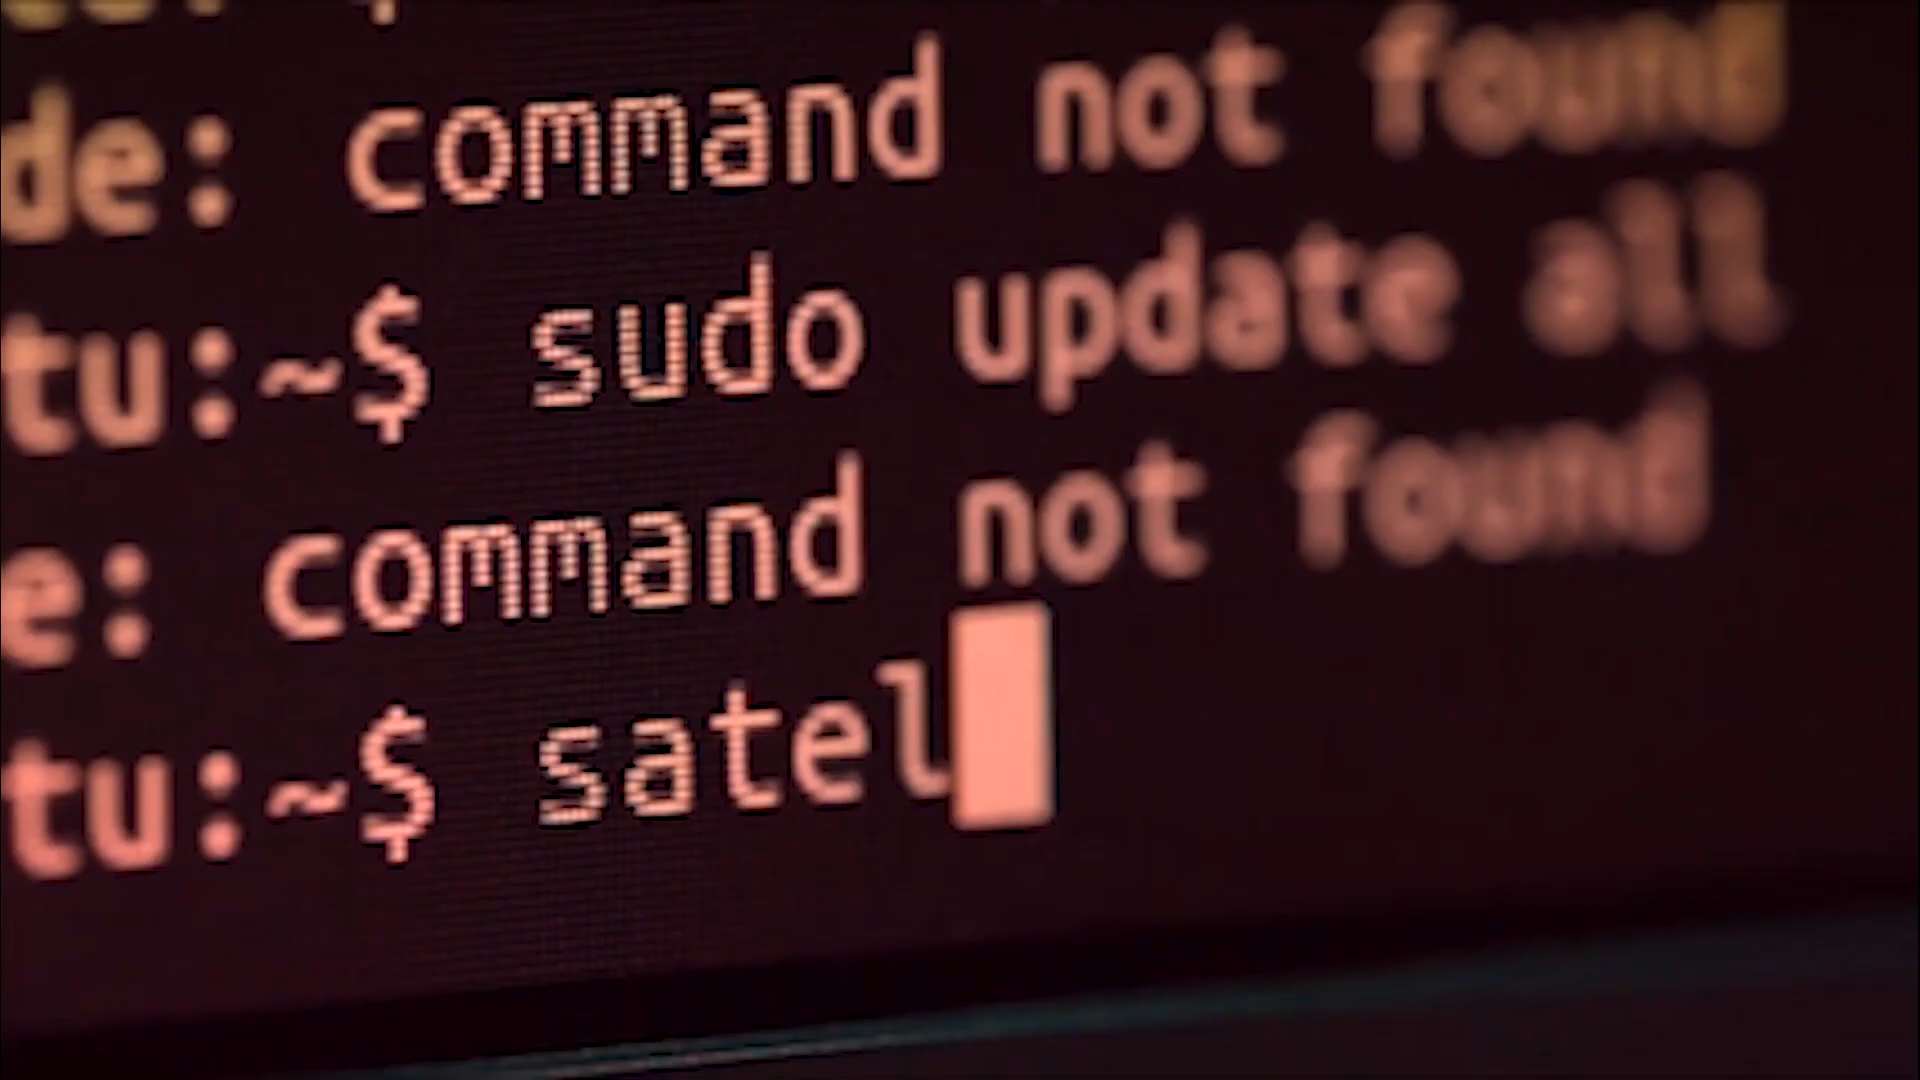 de: command not found
tu:~$ sudo update all
e: command not found
tu:~$ satel